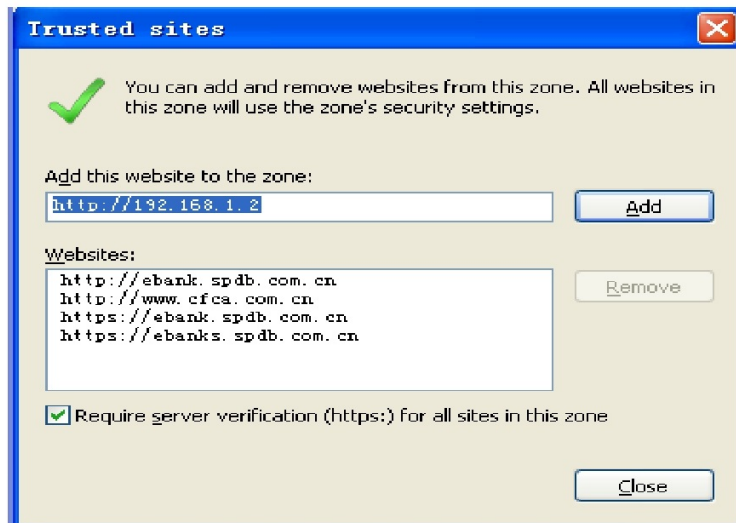 Trusted sites
You can add and remove websites from this zone. All websites in
this zone will use the zone's security settings.
Add this website to the zone:
http://192.168.1.2
Add
Websites:
http://ebank.spdb.com.cn
http://www.cfca.com.cn
https://ebank.spdb.com.cn
https://ebanks.spdb.com.cn
Remove
Require server verification (https:) for all sites in this zone
Close